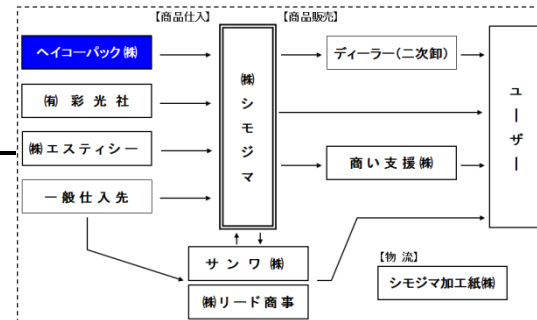 【商品仕入】
【商品販売】
ヘイコーパック㈱
㈲ 彩光社
㈱エスティシー
一般仕入先
㈱シモジマ
ディーラー(二次卸)
商い支援㈱
ユーザー
サンワ㈱
㈱リード商事
【物流】
シモジマ加工紙㈱